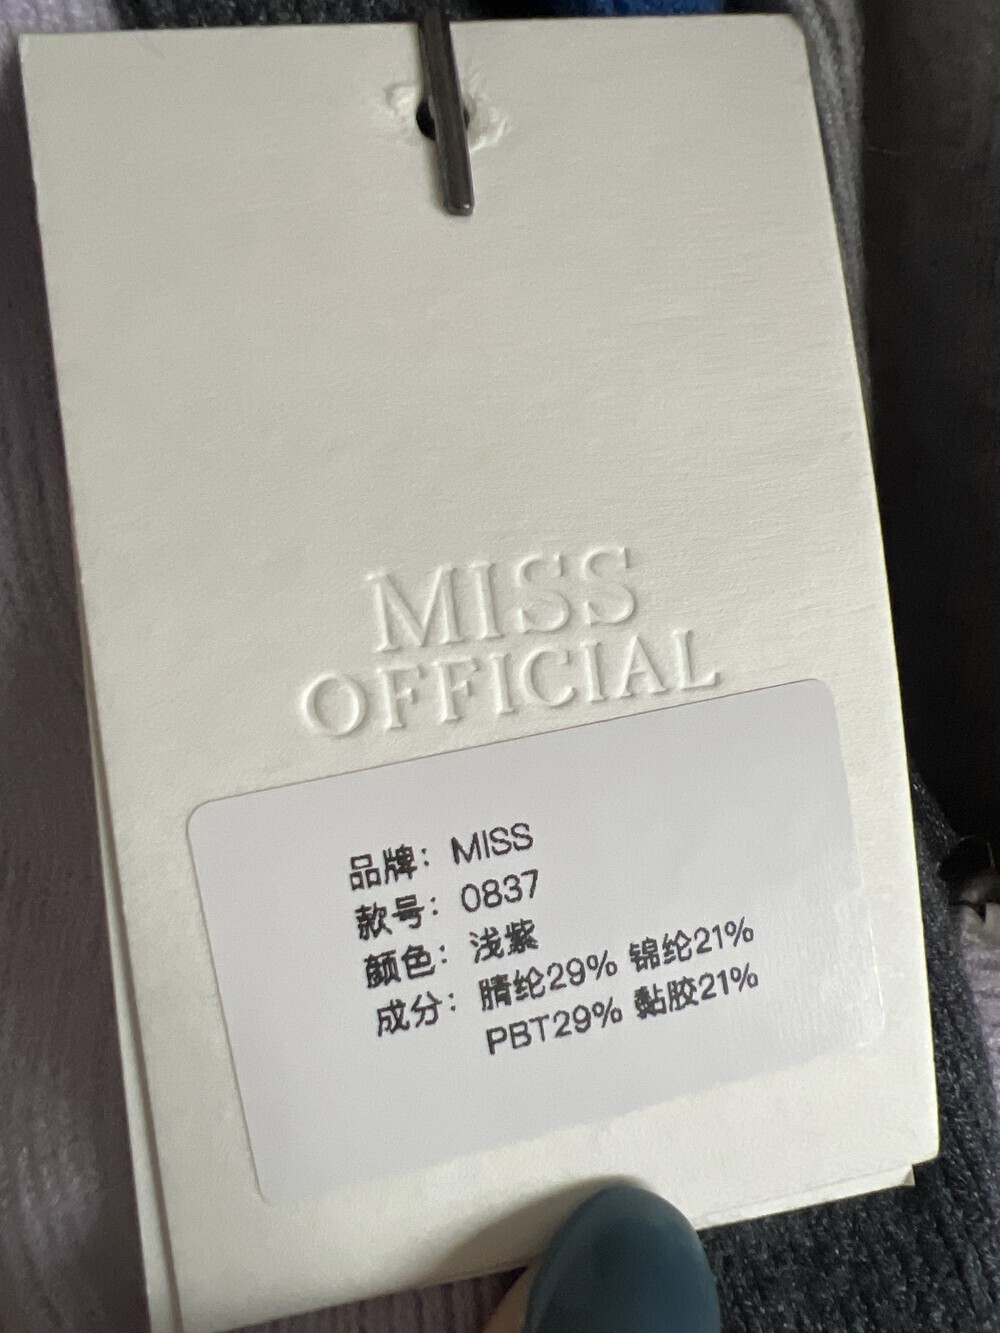 MISS
OFFICIAL
品牌：MISS
款号：0837
颜色：浅紫
成分：腈纶29% 锦纶21%
PBT29% 黏胶21%